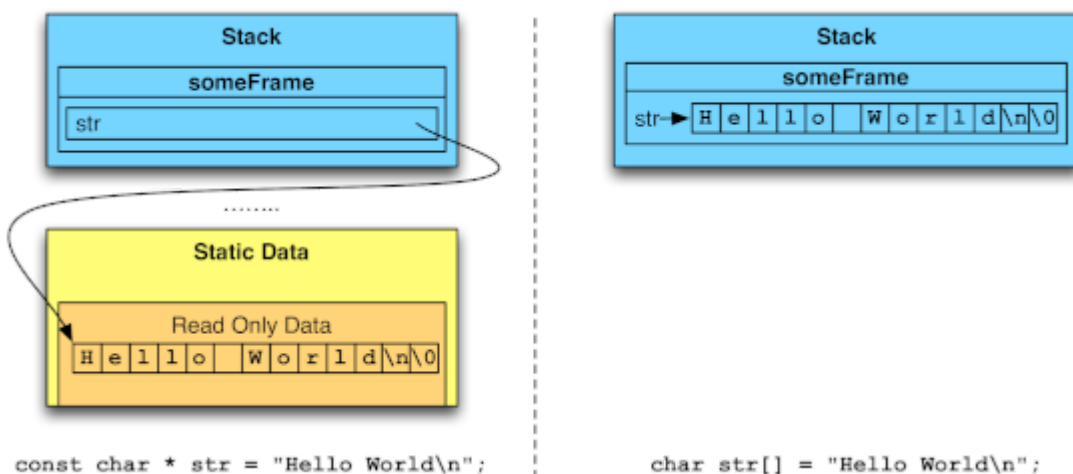 Stack
someFrame
str
........
Static Data
Read Only Data
H e l l o W o r l d \n \0
const char * str = "Hello World\n";
Stack
someFrame
str H e l l o W o r l d \n \0
char str[] = "Hello World\n";